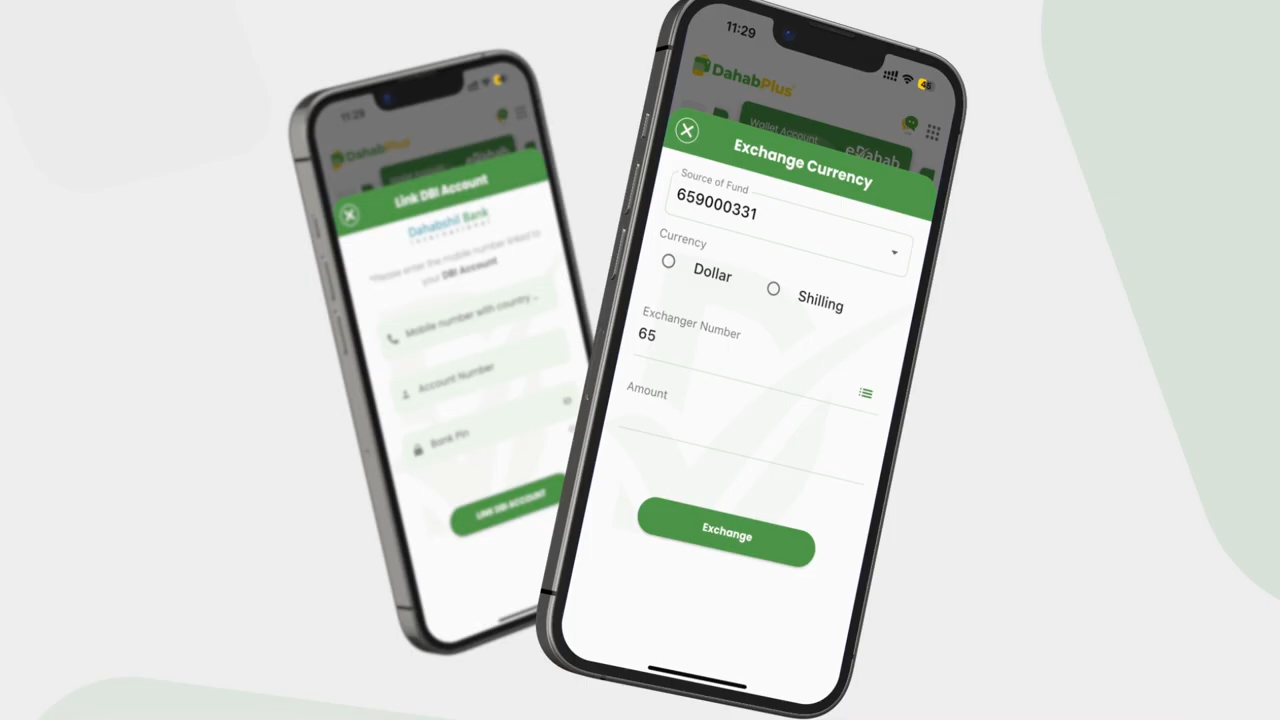 11:29
DahabPlus
Link DBI Account
Dahabshil Bank
International
*Please enter the mobile number linked to
your DBI Account
Mobile number with country ...
Account Number
Bank Pin
LINK DBI ACCOUNT
11:29
45
DahabPlus
Wallet Account
eDahab
Exchange Currency
Source of Fund
659000331
Currency
Dollar
Shilling
Exchanger Number
65
Amount
Exchange